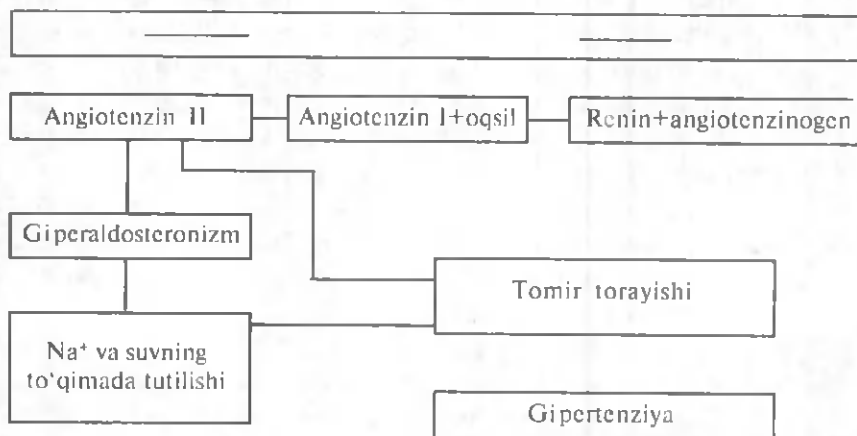 Angiotenzin II
Angiotenzin I+oqsil
Renin+angiotenzinogen
Giperaldosteronizm
Tomir torayishi
Na⁺ va suvning
to‘qimada tutilishi
Gipertenziya